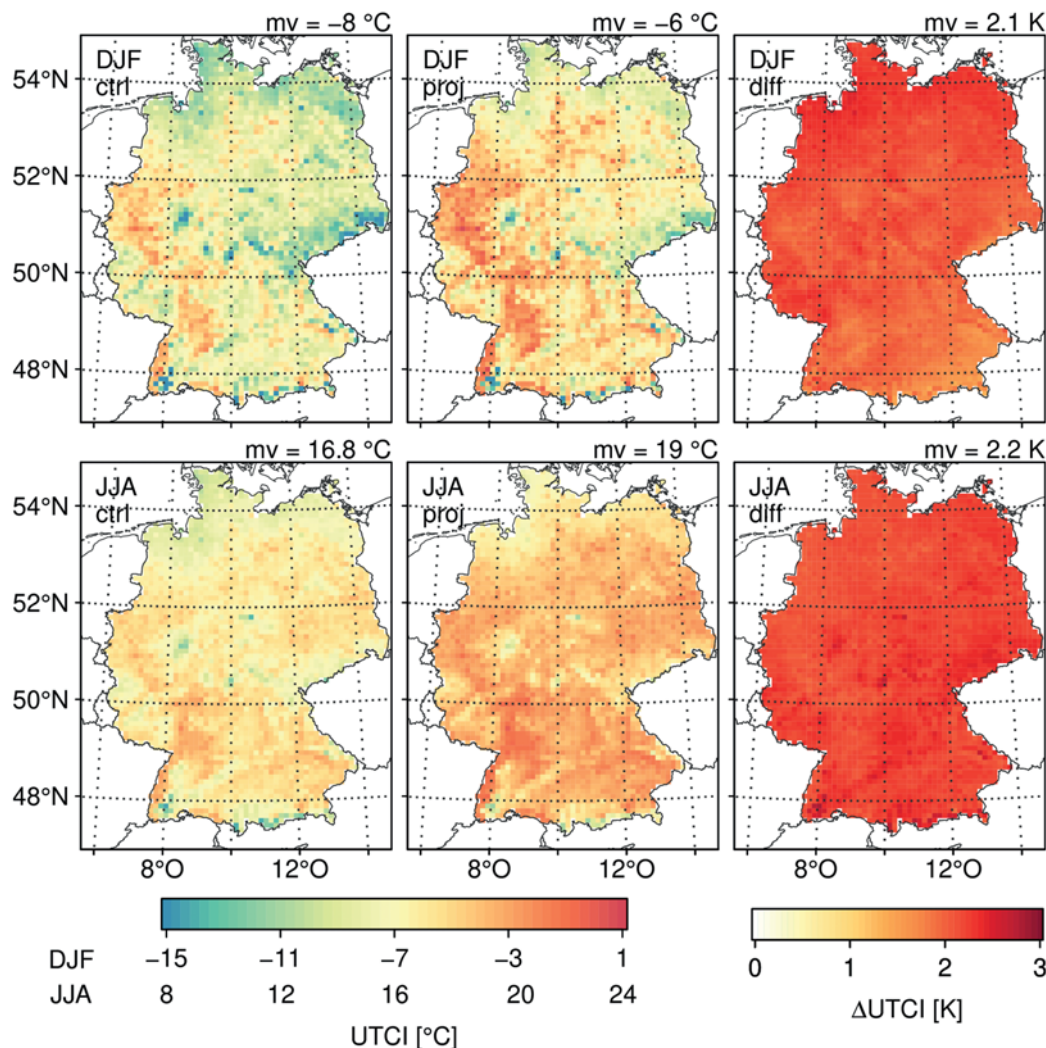 mv = −8 °C
mv = −6 °C
mv = 2.1 K
DJF
ctrl
DJF
proj
DJF
diff
54°N
52°N
50°N
48°N
mv = 16.8 °C
mv = 19 °C
mv = 2.2 K
JJA
ctrl
JJA
proj
JJA
diff
54°N
52°N
50°N
48°N
8°O 12°O 8°O 12°O 8°O 12°O
DJF −15 −11 −7 −3 1
JJA 8 12 16 20 24
UTCI [°C]
0 1 2 3
ΔUTCI [K]